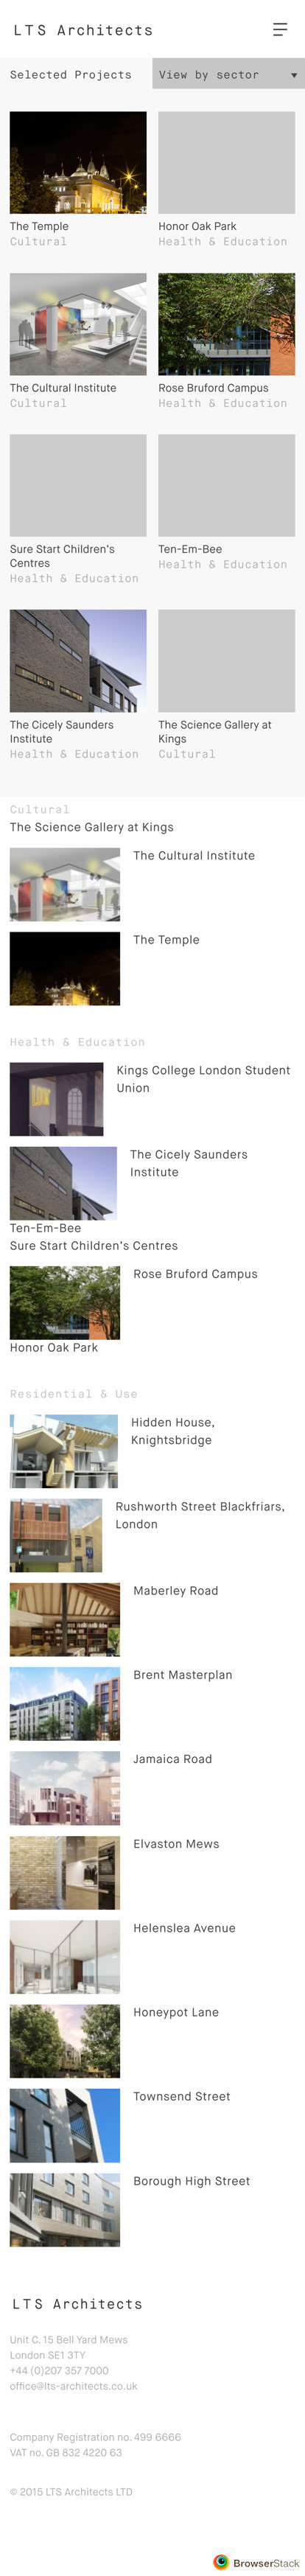 LTS Architects
Selected Projects
View by sector
The Temple
Cultural
Honor Oak Park
Health & Education
The Cultural Institute
Cultural
Rose Bruford Campus
Health & Education
Sure Start Children's
Centres
Health & Education
Ten-Em-Bee
Health & Education
The Cicely Saunders
Institute
Health & Education
The Science Gallery at
Kings
Cultural
Cultural
The Science Gallery at Kings
The Cultural Institute
The Temple
Health & Education
Kings College London Student
Union
The Cicely Saunders
Institute
Ten-Em-Bee
Sure Start Children's Centres
Rose Bruford Campus
Honor Oak Park
Residential & Use
Hidden House,
Knightsbridge
Rushworth Street Blackfriars,
London
Maberley Road
Brent Masterplan
Jamaica Road
Elvaston Mews
Helenslea Avenue
Honeypot Lane
Townsend Street
Borough High Street
LTS Architects
Unit C. 15 Bell Yard Mews
London SE1 3TY
+44 (0)207 357 7000
office@lts-architects.co.uk
Company Registration no. 499 6666
VAT no. GB 832 4220 63
© 2015 LTS Architects LTD
BrowserStack